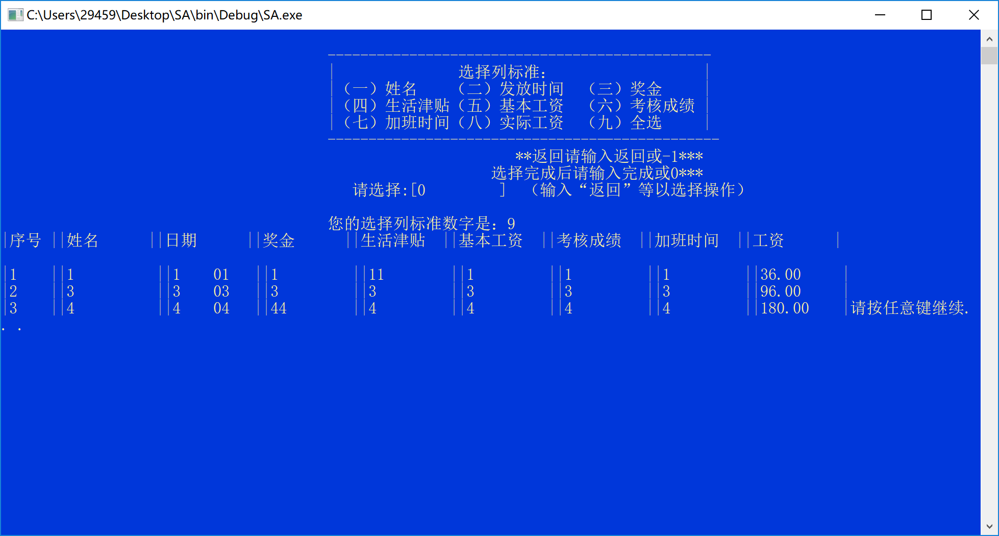 C:\Users\29459\Desktop\SA\bin\Debug\SA.exe
-----------------------------------------------
|               选择列标准：                   |
|（一）姓名    （二）发放时间  （三）奖金     |
|（四）生活津贴（五）基本工资  （六）考核成绩 |
|（七）加班时间（八）实际工资  （九）全选     |
------------------------------------------------
**返回请输入返回或-1***
选择完成后请输入完成或0***
请选择:[0         ]  （输入“返回”等以选择操作）
您的选择列标准数字是：9
|序号 ||姓名      ||日期      ||奖金      ||生活津贴  ||基本工资  ||考核成绩  ||加班时间  ||工资      |
|1    ||1          ||1    01   ||1         ||11        ||1         ||1         ||1         ||36.00     |
|2    ||3          ||3    03   ||3         ||3         ||3         ||3         ||3         ||96.00     |
|3    ||4          ||4    04   ||44        ||4         ||4         ||4         ||4         ||180.00    |请按任意键继续.
. .